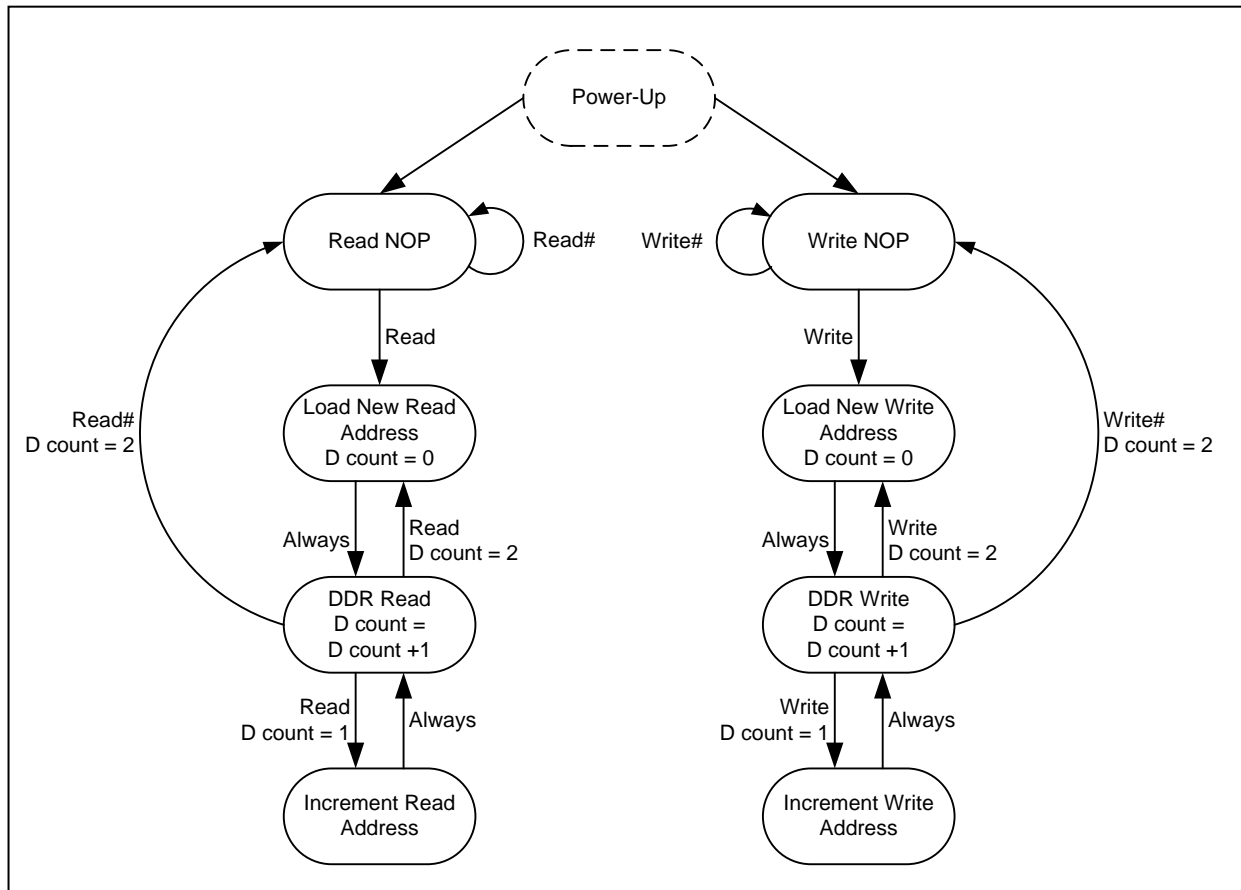 Power-Up
Read NOP
Read#
Write#
Write NOP
Read
Write
Load New Read
Address
D count = 0
Load New Write
Address
D count = 0
Read#
D count = 2
Write#
D count = 2
Always
Read
D count = 2
Always
Write
D count = 2
DDR Read
D count =
D count +1
DDR Write
D count =
D count +1
Read
D count = 1
Always
Write
D count = 1
Always
Increment Read
Address
Increment Write
Address